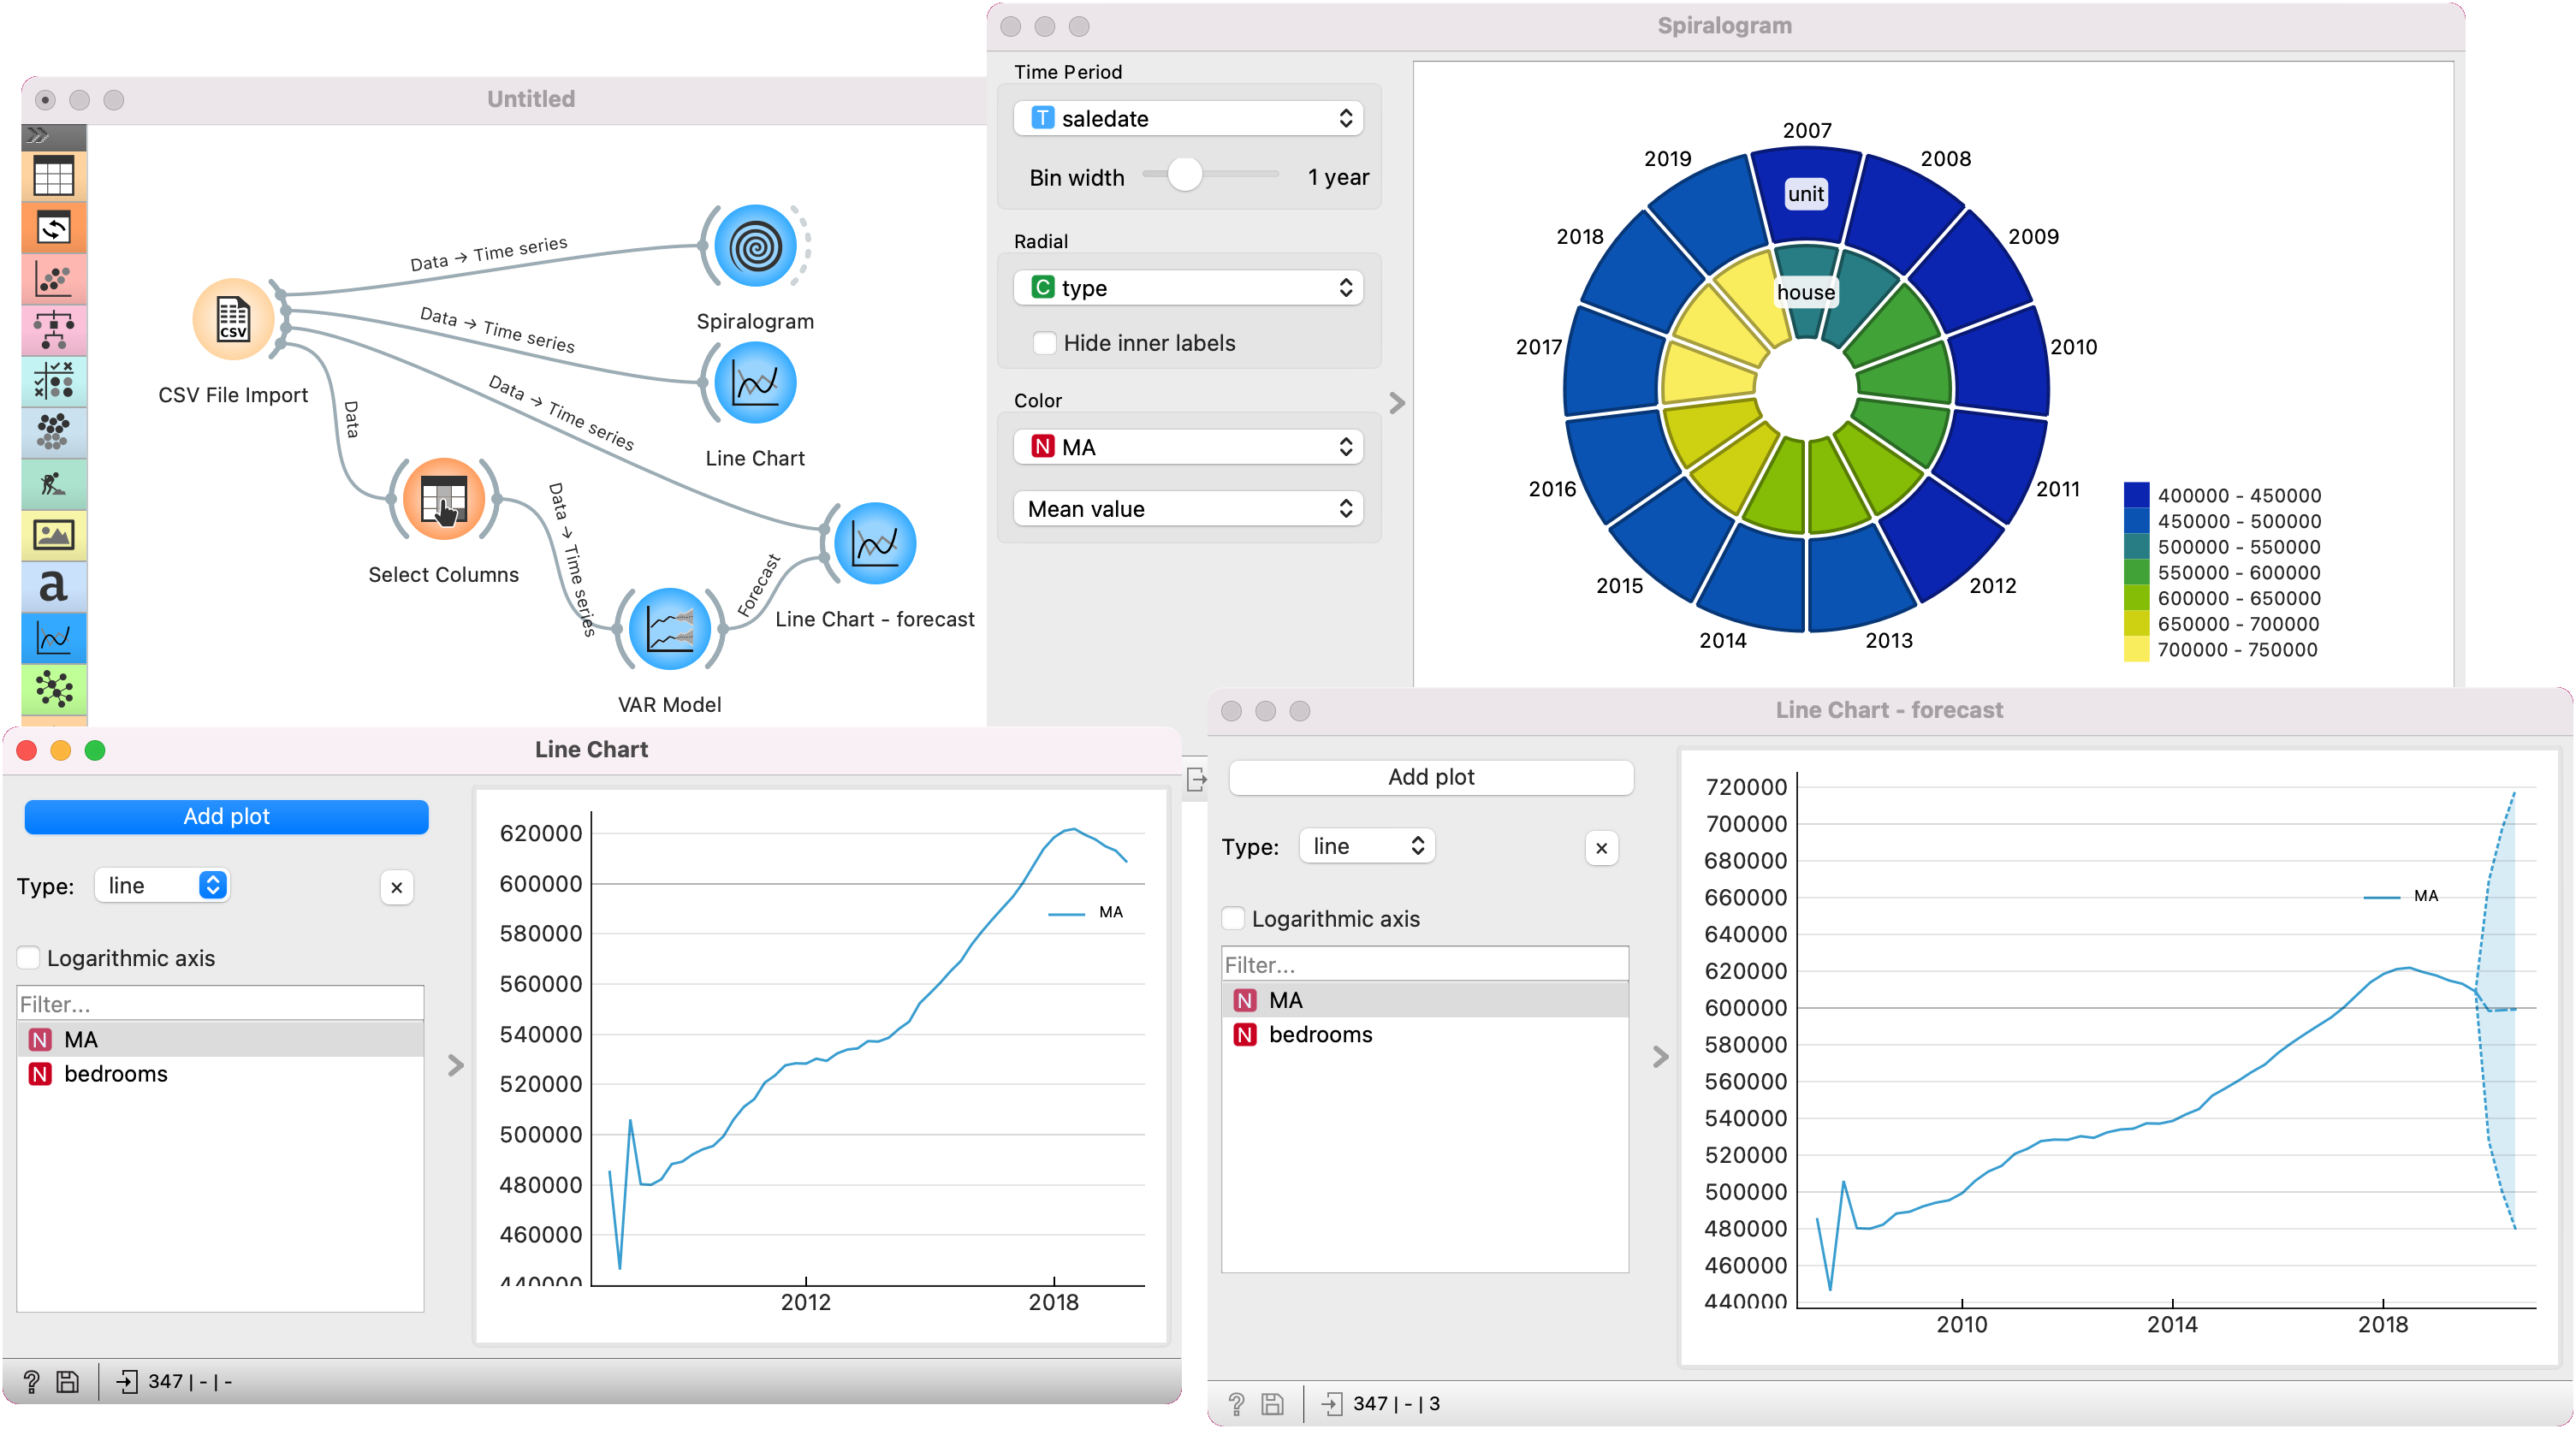 Untitled
CSV
CSV File Import
Data → Time series
Data → Time series
Data → Time series
Data
Data → Time series
Forecast
Spiralogram
Line Chart
Select Columns
Line Chart - forecast
VAR Model
a
Spiralogram
Time Period
T saledate
Bin width 1 year
Radial
C type
Hide inner labels
Color
N MA
Mean value
2007
2008
2009
2010
2011
2012
2013
2014
2015
2016
2017
2018
2019
unit
house
400000 - 450000
450000 - 500000
500000 - 550000
550000 - 600000
600000 - 650000
650000 - 700000
700000 - 750000
Line Chart
Add plot
Type: line ×
Logarithmic axis
Filter...
N MA
N bedrooms
620000
600000
580000
560000
540000
520000
500000
480000
460000
440000
MA
2012 2018
? 347 | - | -
Line Chart - forecast
Add plot
Type: line ×
Logarithmic axis
Filter...
N MA
N bedrooms
720000
700000
680000
660000
640000
620000
600000
580000
560000
540000
520000
500000
480000
460000
440000
MA
2010 2014 2018
? 347 | - | 3